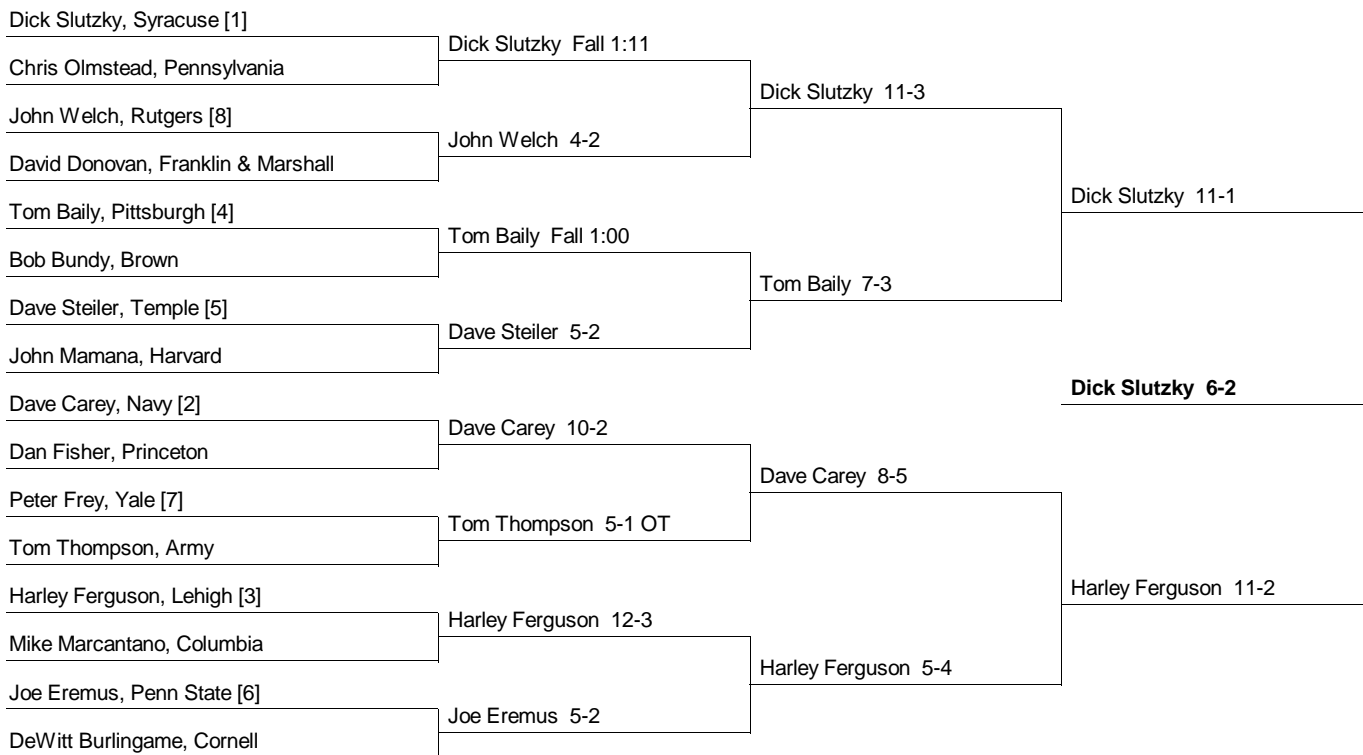 Dick Slutzky, Syracuse [1]
Chris Olmstead, Pennsylvania
John Welch, Rutgers [8]
David Donovan, Franklin & Marshall
Tom Baily, Pittsburgh [4]
Bob Bundy, Brown
Dave Steiler, Temple [5]
John Mamana, Harvard
Dave Carey, Navy [2]
Dan Fisher, Princeton
Peter Frey, Yale [7]
Tom Thompson, Army
Harley Ferguson, Lehigh [3]
Mike Marcantano, Columbia
Joe Eremus, Penn State [6]
DeWitt Burlingame, Cornell
Dick Slutzky Fall 1:11
John Welch 4-2
Tom Baily Fall 1:00
Dave Steiler 5-2
Dave Carey 10-2
Tom Thompson 5-1 OT
Harley Ferguson 12-3
Joe Eremus 5-2
Dick Slutzky 11-3
Tom Baily 7-3
Dave Carey 8-5
Harley Ferguson 5-4
Dick Slutzky 11-1
Dick Slutzky 6-2
Harley Ferguson 11-2